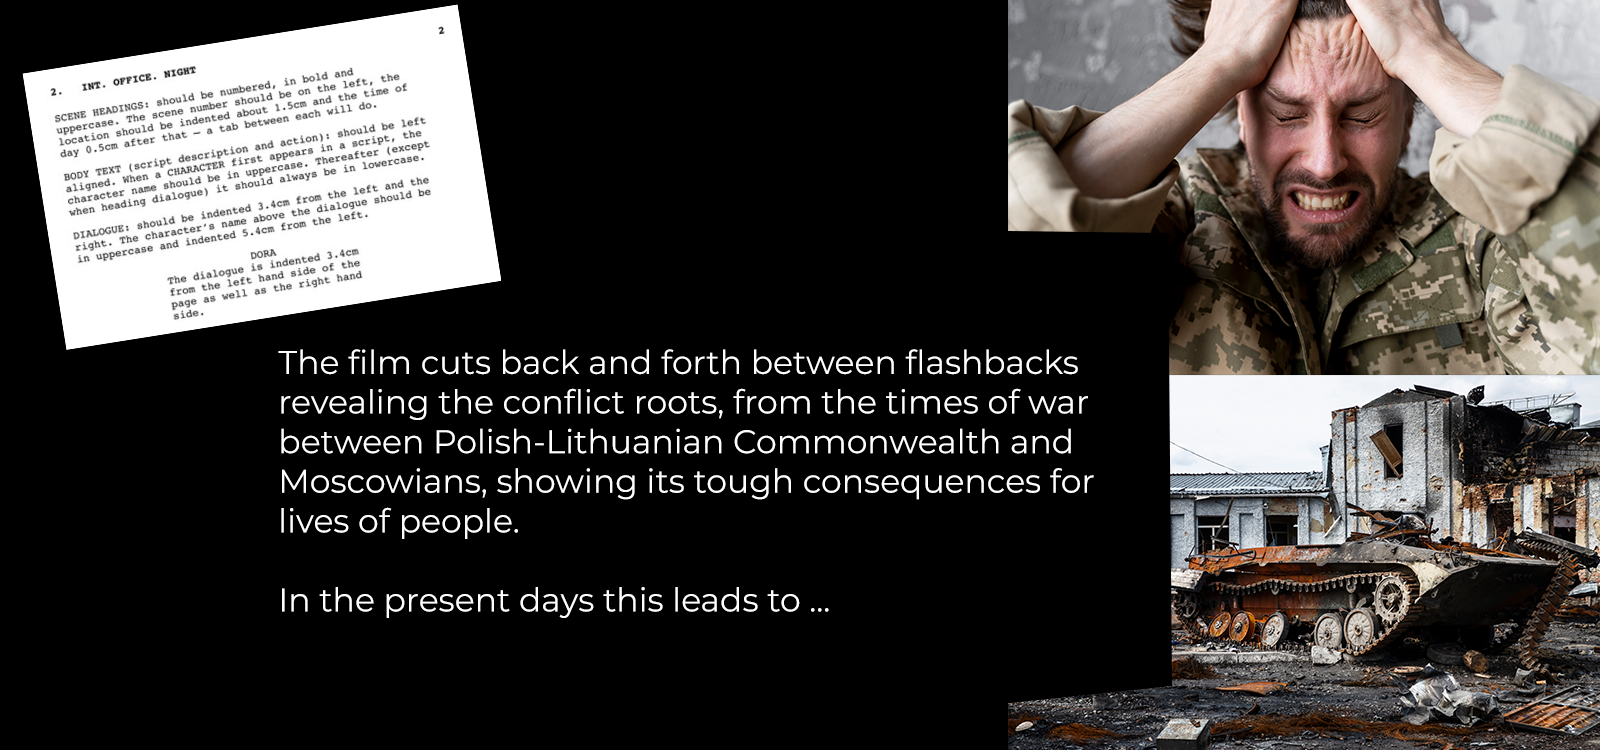 2
2. INT. OFFICE. NIGHT
SCENE HEADINGS: should be numbered, in bold and
uppercase. The scene number should be on the left, the
location should be indented about 1.5cm and the time of
day 0.5cm after that – a tab between each will do.
BODY TEXT (script description and action): should be left
aligned. When a CHARACTER first appears in a script, the
character name should be in uppercase. Thereafter (except
when heading dialogue) it should always be in lowercase.
DIALOGUE: should be indented 3.4cm from the left and the
right. The character's name above the dialogue should be
in uppercase and indented 5.4cm from the left.
DORA
The dialogue is indented 3.4cm
from the left hand side of the
page as well as the right hand
side.
The film cuts back and forth between flashbacks
revealing the conflict roots, from the times of war
between Polish-Lithuanian Commonwealth and
Moscowians, showing its tough consequences for
lives of people.
In the present days this leads to ...